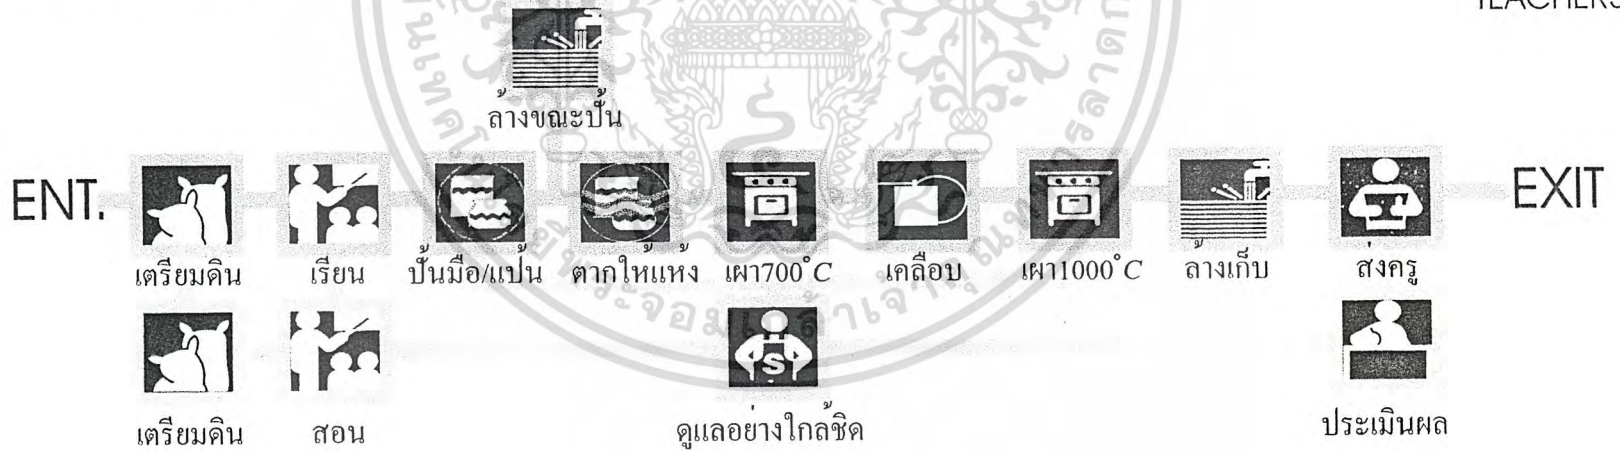 TEACHERS
ล้างขณะปั้น
ENT.
EXIT
เตรียมดิน เรียน ปั้นมือ/แป้น ตากให้แห้ง เผา700°C เคลือบ เผา1000°C ล้างเก็บ ส่งครู
S
เตรียมดิน สอน ดูแลอย่างใกล้ชิด ประเมินผล